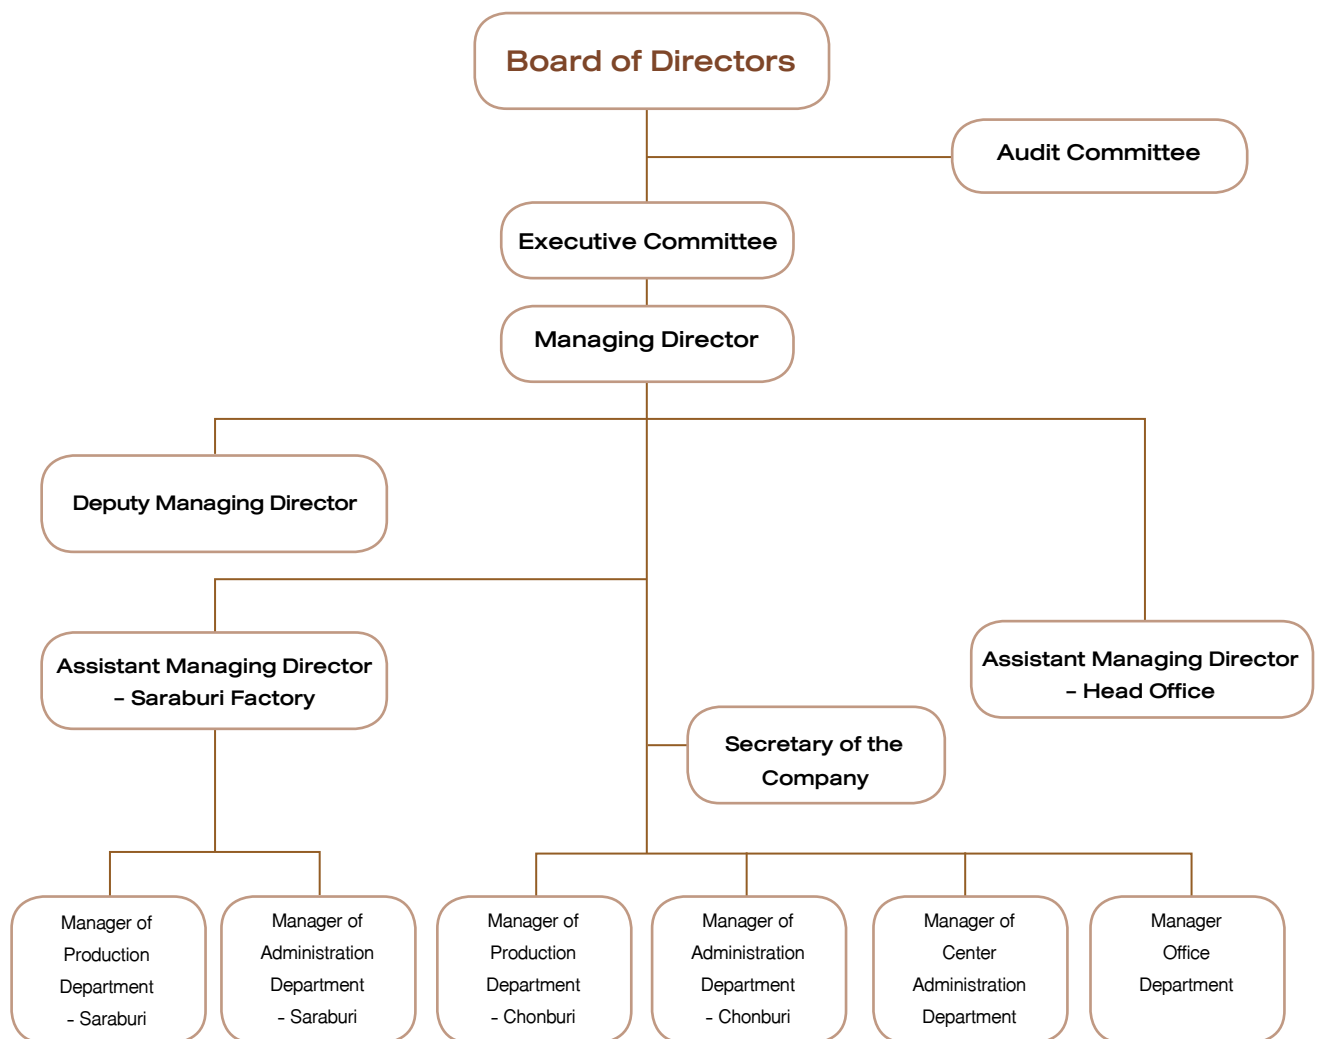 Board of Directors
Audit Committee
Executive Committee
Managing Director
Deputy Managing Director
Assistant Managing Director
- Saraburi Factory
Assistant Managing Director
- Head Office
Secretary of the
Company
Manager of
Production
Department
- Saraburi
Manager of
Administration
Department
- Saraburi
Manager of
Production
Department
- Chonburi
Manager of
Administration
Department
- Chonburi
Manager of
Center
Administration
Department
Manager
Office
Department